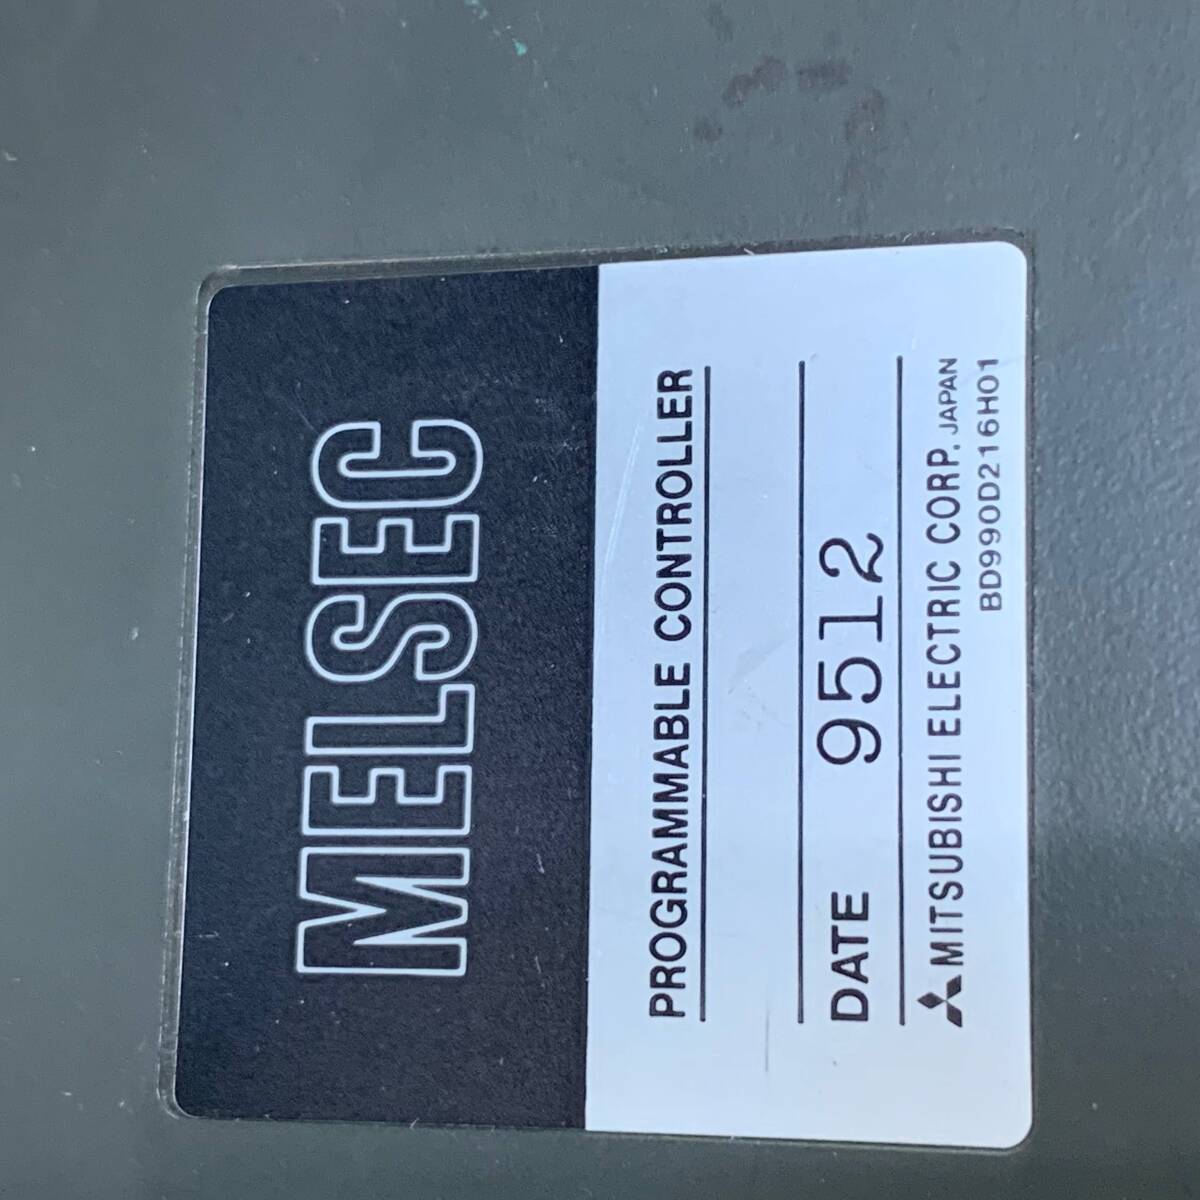 MELSEC
PROGRAMMABLE CONTROLLER
DATE 9512
MITSUBISHI ELECTRIC CORP. JAPAN
BD990D216H01